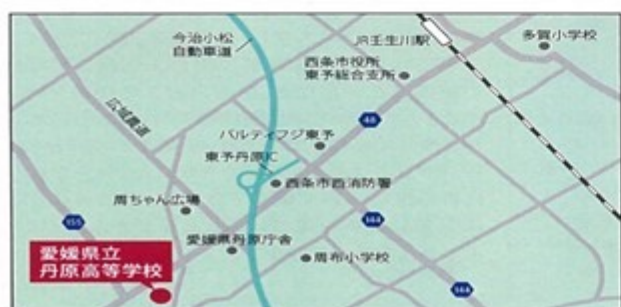 今治小松
自動車道
JR壬生川駅
多賀小学校
西条市役所
東予総合支所
広域農道
48
パルティフジ東予
東予丹原IC
西条市西消防署
周ちゃん広場
155
144
愛媛県丹原庁舎
周布小学校
愛媛県立
丹原高等学校
144